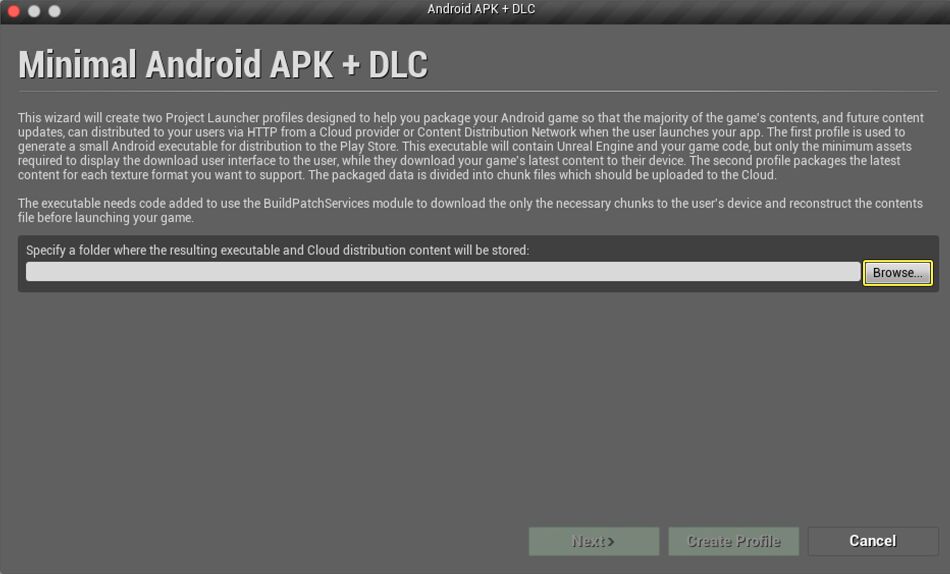 Android APK + DLC
Minimal Android APK + DLC
This wizard will create two Project Launcher profiles designed to help you package your Android game so that the majority of the game's contents, and future content
updates, can distributed to your users via HTTP from a Cloud provider or Content Distribution Network when the user launches your app. The first profile is used to
generate a small Android executable for distribution to the Play Store. This executable will contain Unreal Engine and your game code, but only the minimum assets
required to display the download user interface to the user, while they download your game's latest content to their device. The second profile packages the latest
content for each texture format you want to support. The packaged data is divided into chunk files which should be uploaded to the Cloud.
The executable needs code added to use the BuildPatchServices module to download the only the necessary chunks to the user's device and reconstruct the contents
file before launching your game.
Specify a folder where the resulting executable and Cloud distribution content will be stored:
Browse...
Next>
Create Profile
Cancel